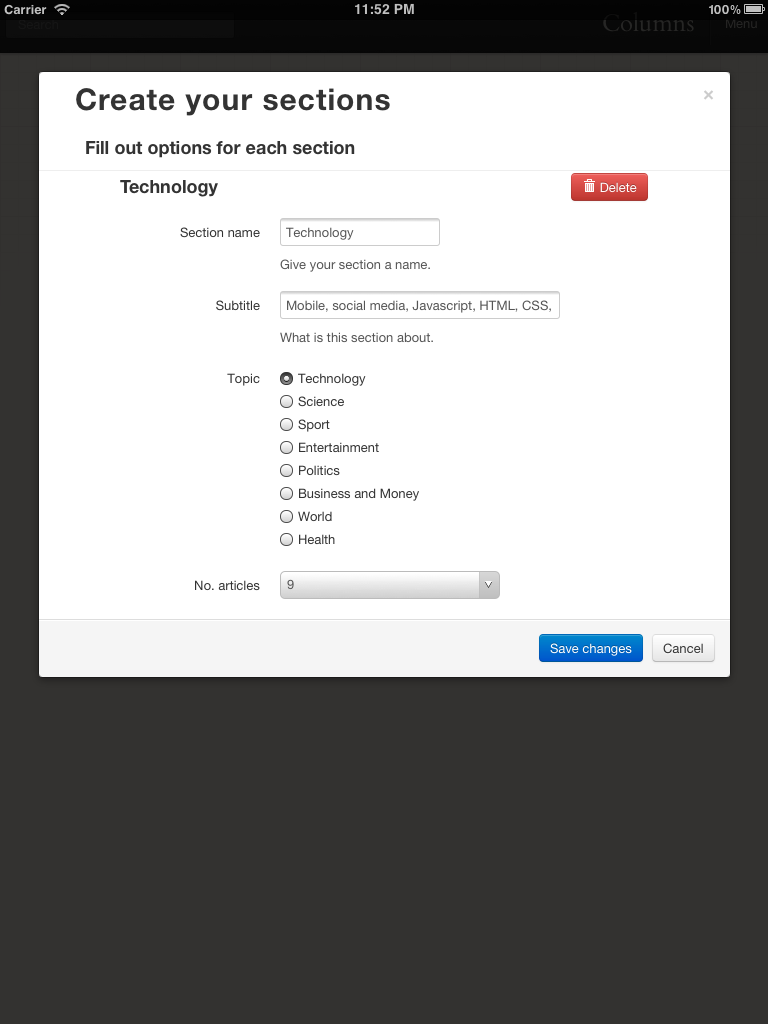 Carrier 11:52 PM 100%
Search Columns Menu
Create your sections ×
Fill out options for each section
Technology Delete
Section name Technology
Give your section a name.
Subtitle Mobile, social media, Javascript, HTML, CSS,
What is this section about.
Topic Technology
Science
Sport
Entertainment
Politics
Business and Money
World
Health
No. articles 9
Save changes Cancel